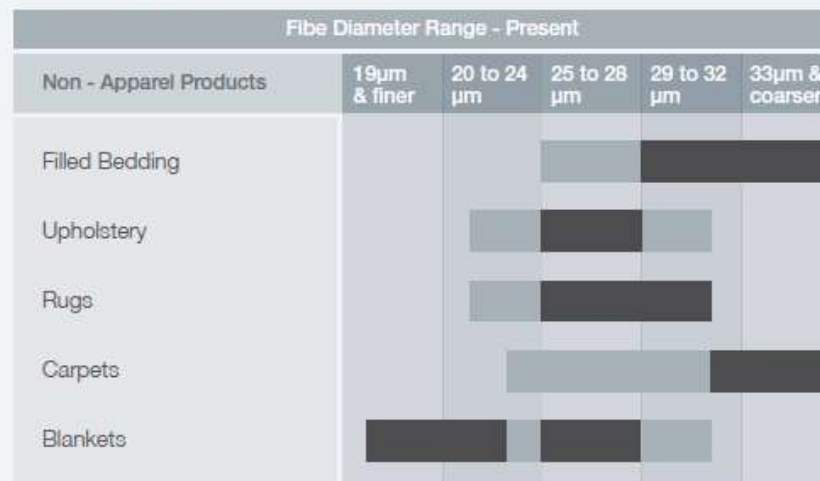 Fibe Diameter Range - Present
Non - Apparel Products
19µm
& finer
20 to 24
µm
25 to 28
µm
29 to 32
µm
33µm &
coarser
Filled Bedding
Upholstery
Rugs
Carpets
Blankets